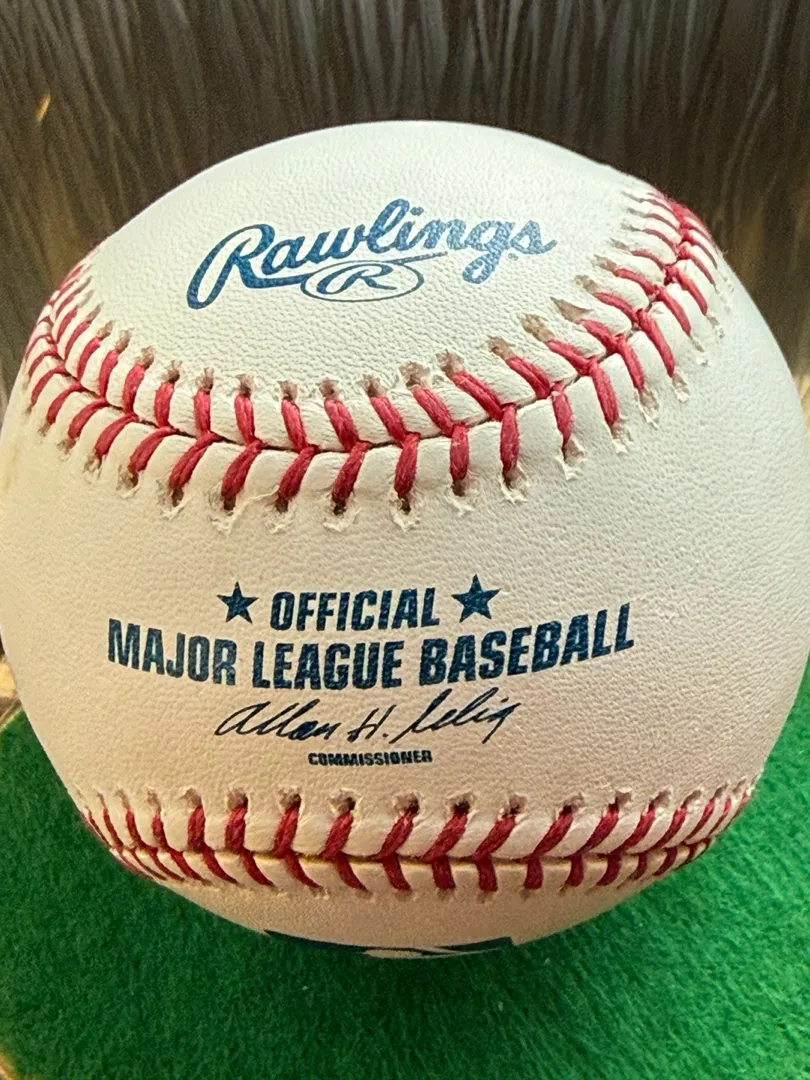 Rawlings
R
★ OFFICIAL ★
MAJOR LEAGUE BASEBALL
Allan H. Selig
COMMISSIONER